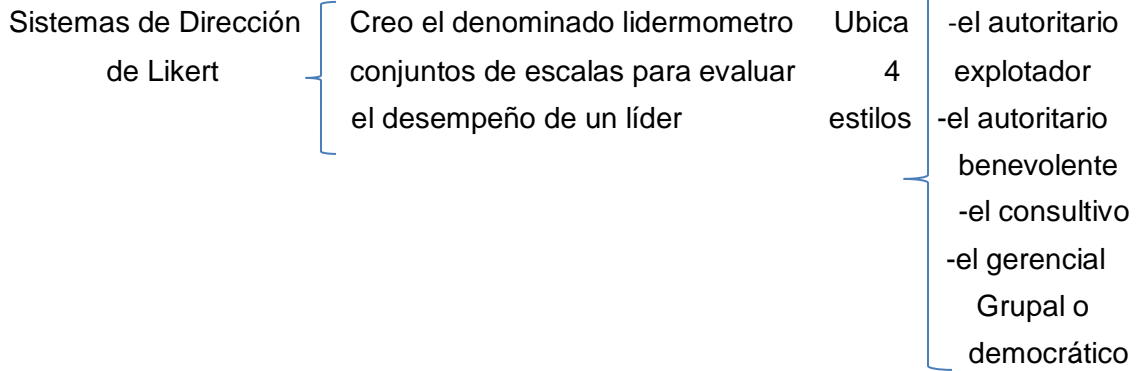 Sistemas de Dirección
de Likert
Creo el denominado lidermometro
conjuntos de escalas para evaluar
el desempeño de un líder
Ubica
4
estilos
-el autoritario
explotador
-el autoritario
benevolente
-el consultivo
-el gerencial
Grupal o
democrático